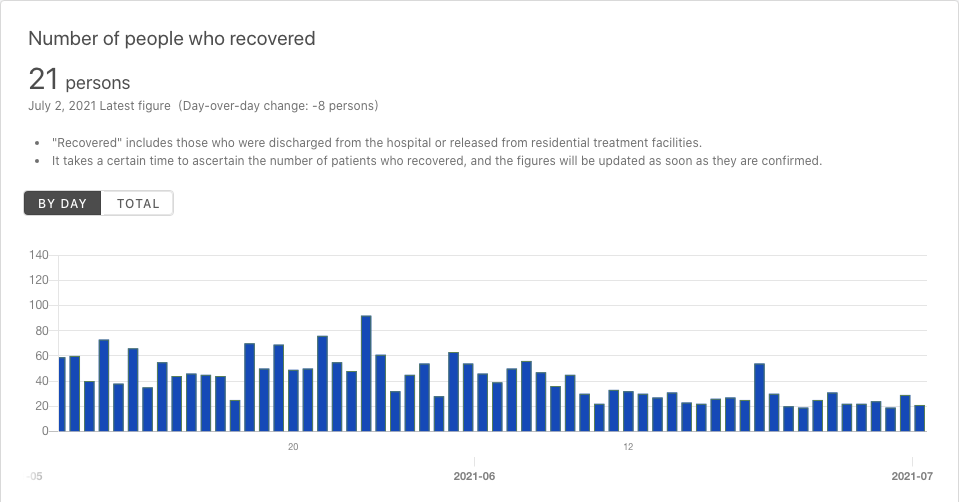 Number of people who recovered
21 persons
July 2, 2021 Latest figure (Day-over-day change: -8 persons)
• "Recovered" includes those who were discharged from the hospital or released from residential treatment facilities.
• It takes a certain time to ascertain the number of patients who recovered, and the figures will be updated as soon as they are confirmed.
BY DAY TOTAL
140
120
100
80
60
40
20
0
20 12
-05 2021-06 2021-07